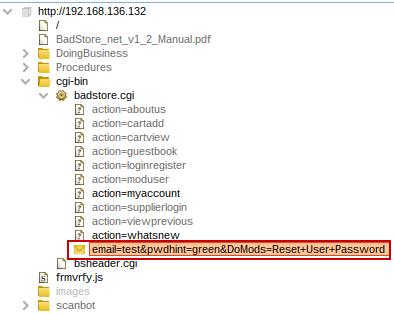 http://192.168.136.132
/
BadStore_net_v1_2_Manual.pdf
DoingBusiness
Procedures
cgi-bin
badstore.cgi
action=aboutus
action=cartadd
action=cartview
action=guestbook
action=loginregister
action=moduser
action=myaccount
action=supplierlogin
action=viewprevious
action=whatsnew
email=test&pwdhint=green&DoMods=Reset+User+Password
bsheader.cgi
frmvrfy.js
images
scanbot